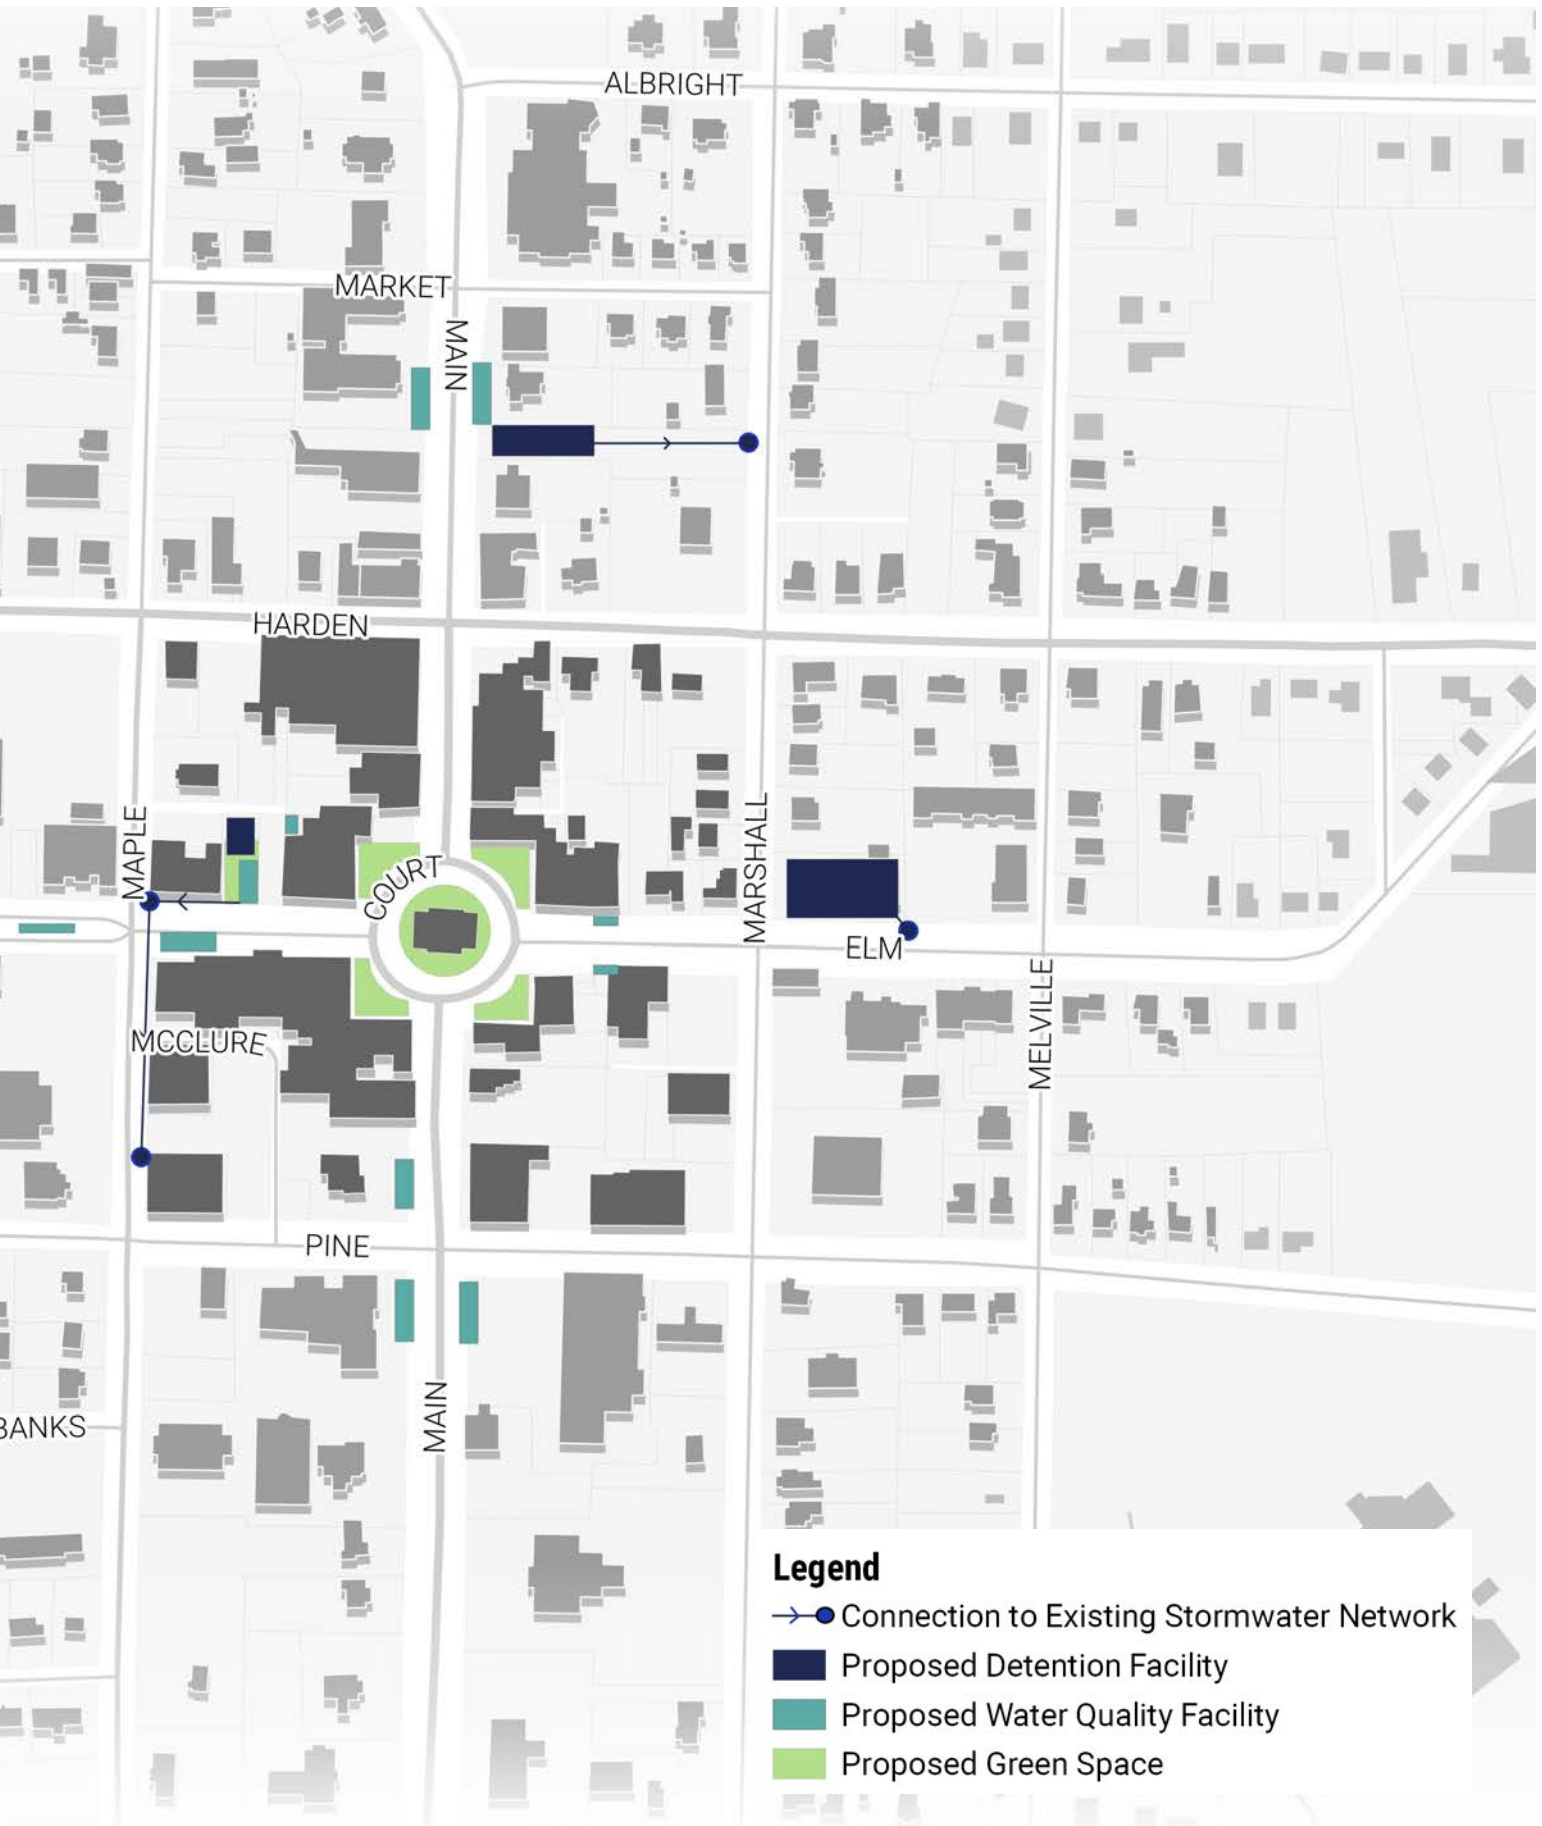 ALBRIGHT
MARKET
MAIN
HARDEN
MAPLE
COURT
MARSHALL
ELM
MELVILLE
MCCLURE
PINE
MAIN
BANKS
Legend
Connection to Existing Stormwater Network
Proposed Detention Facility
Proposed Water Quality Facility
Proposed Green Space